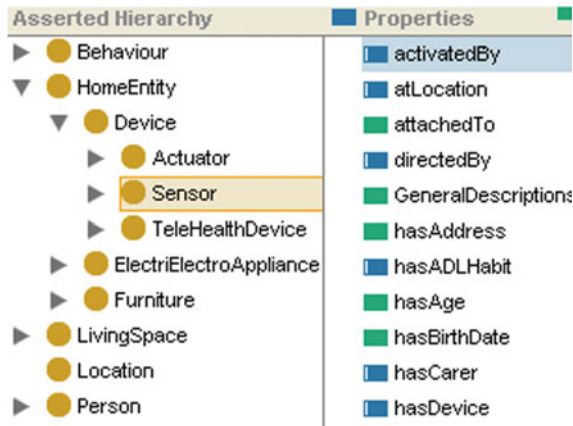 Asserted Hierarchy
Behaviour
HomeEntity
Device
Actuator
Sensor
TeleHealthDevice
ElectriElectroAppliance
Furniture
LivingSpace
Location
Person
Properties
activatedBy
atLocation
attachedTo
directedBy
GeneralDescriptions
hasAddress
hasADLHabit
hasAge
hasBirthDate
hasCarer
hasDevice